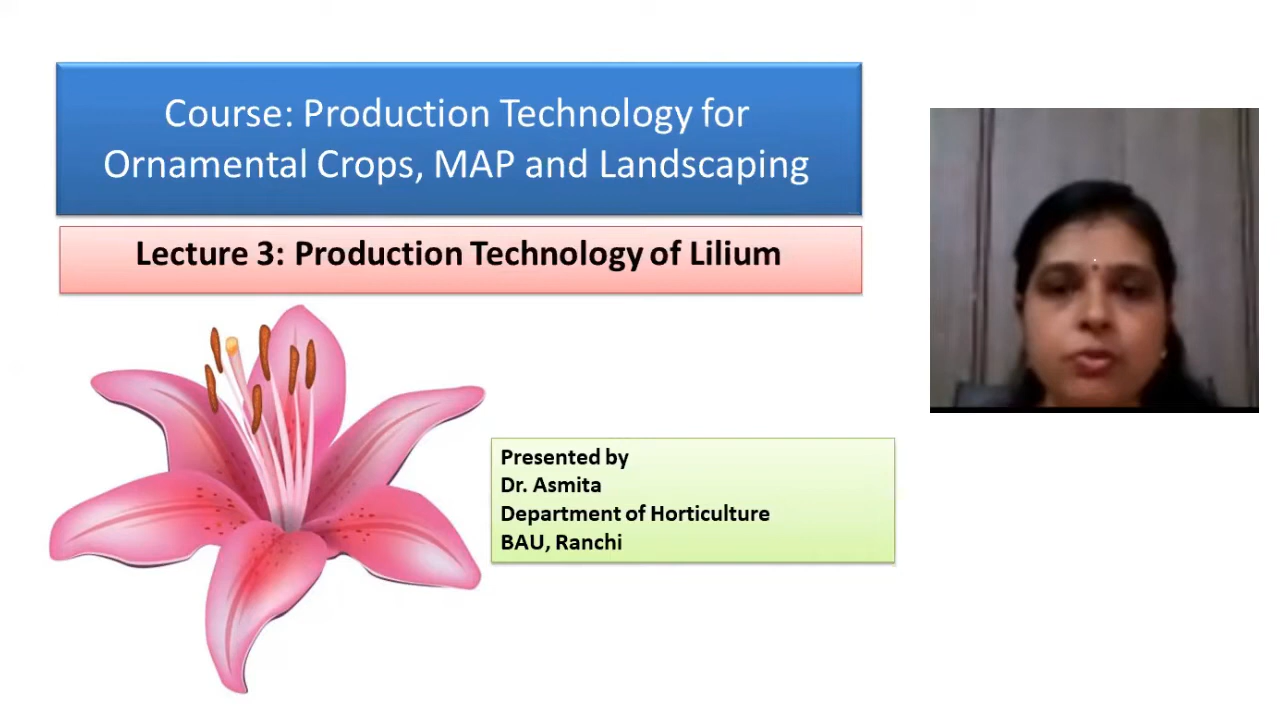 Course: Production Technology for
Ornamental Crops, MAP and Landscaping
Lecture 3: Production Technology of Lilium
Presented by
Dr. Asmita
Department of Horticulture
BAU, Ranchi